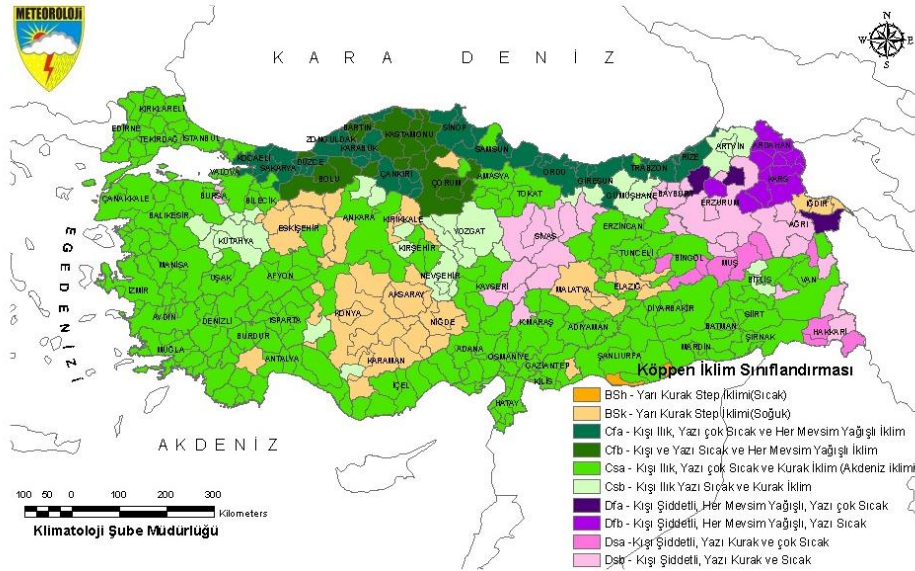 METEOROLOJİ
KARA DENİZ
N
W E
S
KIRKLARELİ
EDİRNE
TEKİRDAĞ
İSTANBUL
KOCAELİ
YALOVA
SAKARYA
DÜZCE
ZONGULDAK
BARTIN
KARABÜK
KASTAMONU
SİNOP
SAMSUN
BOLU
ÇANKIRI
ÇORUM
AMASYA
TOKAT
ORDU
GİRESUN
TRABZON
RİZE
ARTVİN
ARDAHAN
KARS
GÜMÜŞHANE
BAYBURT
ERZURUM
IĞDIR
AĞRI
ÇANAKKALE
BALIKESİR
BURSA
BİLECİK
KÜTAHYA
ESKİŞEHİR
ANKARA
KIRIKKALE
YOZGAT
KIRŞEHİR
NEVŞEHİR
SİVAS
KAYSERİ
ERZİNCAN
TUNCELİ
BİNGÖL
MUŞ
BİTLİS
VAN
EGE DENİZ
MANİSA
UŞAK
AFYON
İZMİR
AYDIN
DENİZLİ
ISPARTA
BURDUR
MUĞLA
ANTALYA
KONYA
AKSARAY
NİĞDE
KARAMAN
İÇEL
ADANA
OSMANİYE
K.MARAŞ
MALATYA
ELAZIĞ
DİYARBAKIR
ADIYAMAN
BATMAN
SİİRT
ŞIRNAK
MARDİN
HAKKARİ
GAZİANTEP
KİLİS
ŞANLIURFA
HATAY
AKDENİZ
100 50 0 100 200 300
Kilometers
Klimatoloji Şube Müdürlüğü
Köppen İklim Sınıflandırması
BSh - Yarı Kurak Step İklimi(Sıcak)
BSk - Yarı Kurak Step İklimi(Soğuk)
Cfa - Kışı Ilık, Yazı çok Sıcak ve Her Mevsim Yağışlı İklim
Cfb - Kışı ve Yazı Sıcak ve Her Mevsim Yağışlı İklim
Csa - Kışı Ilık, Yazı çok Sıcak ve Kurak İklim (Akdeniz iklimi
Csb - Kışı Ilık Yazı Sıcak ve Kurak İklim
Dfa - Kışı Şiddetli, Her Mevsim Yağışlı, Yazı çok Sıcak
Dfb - Kışı Şiddetli, Her Mevsim Yağışlı, Yazı Sıcak
Dsa -Kışı Şiddetli, Yazı Kurak ve çok Sıcak
Dsb - Kışı Şiddetli, Yazı Kurak ve Sıcak